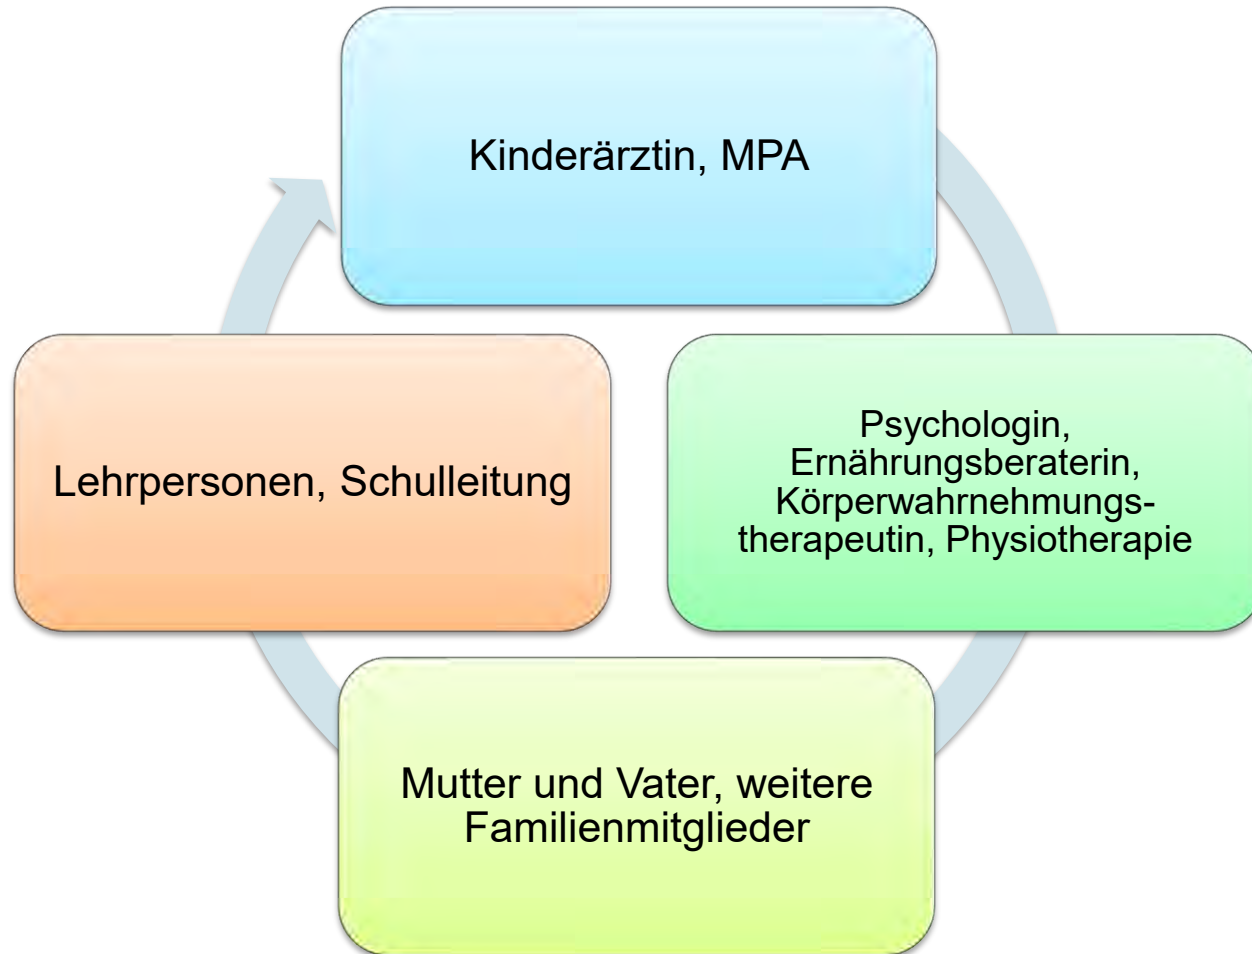 Kinderärztin, MPA
Lehrpersonen, Schulleitung
Psychologin,
Ernährungsberaterin,
Körperwahrnehmungs-
therapeutin, Physiotherapie
Mutter und Vater, weitere
Familienmitglieder